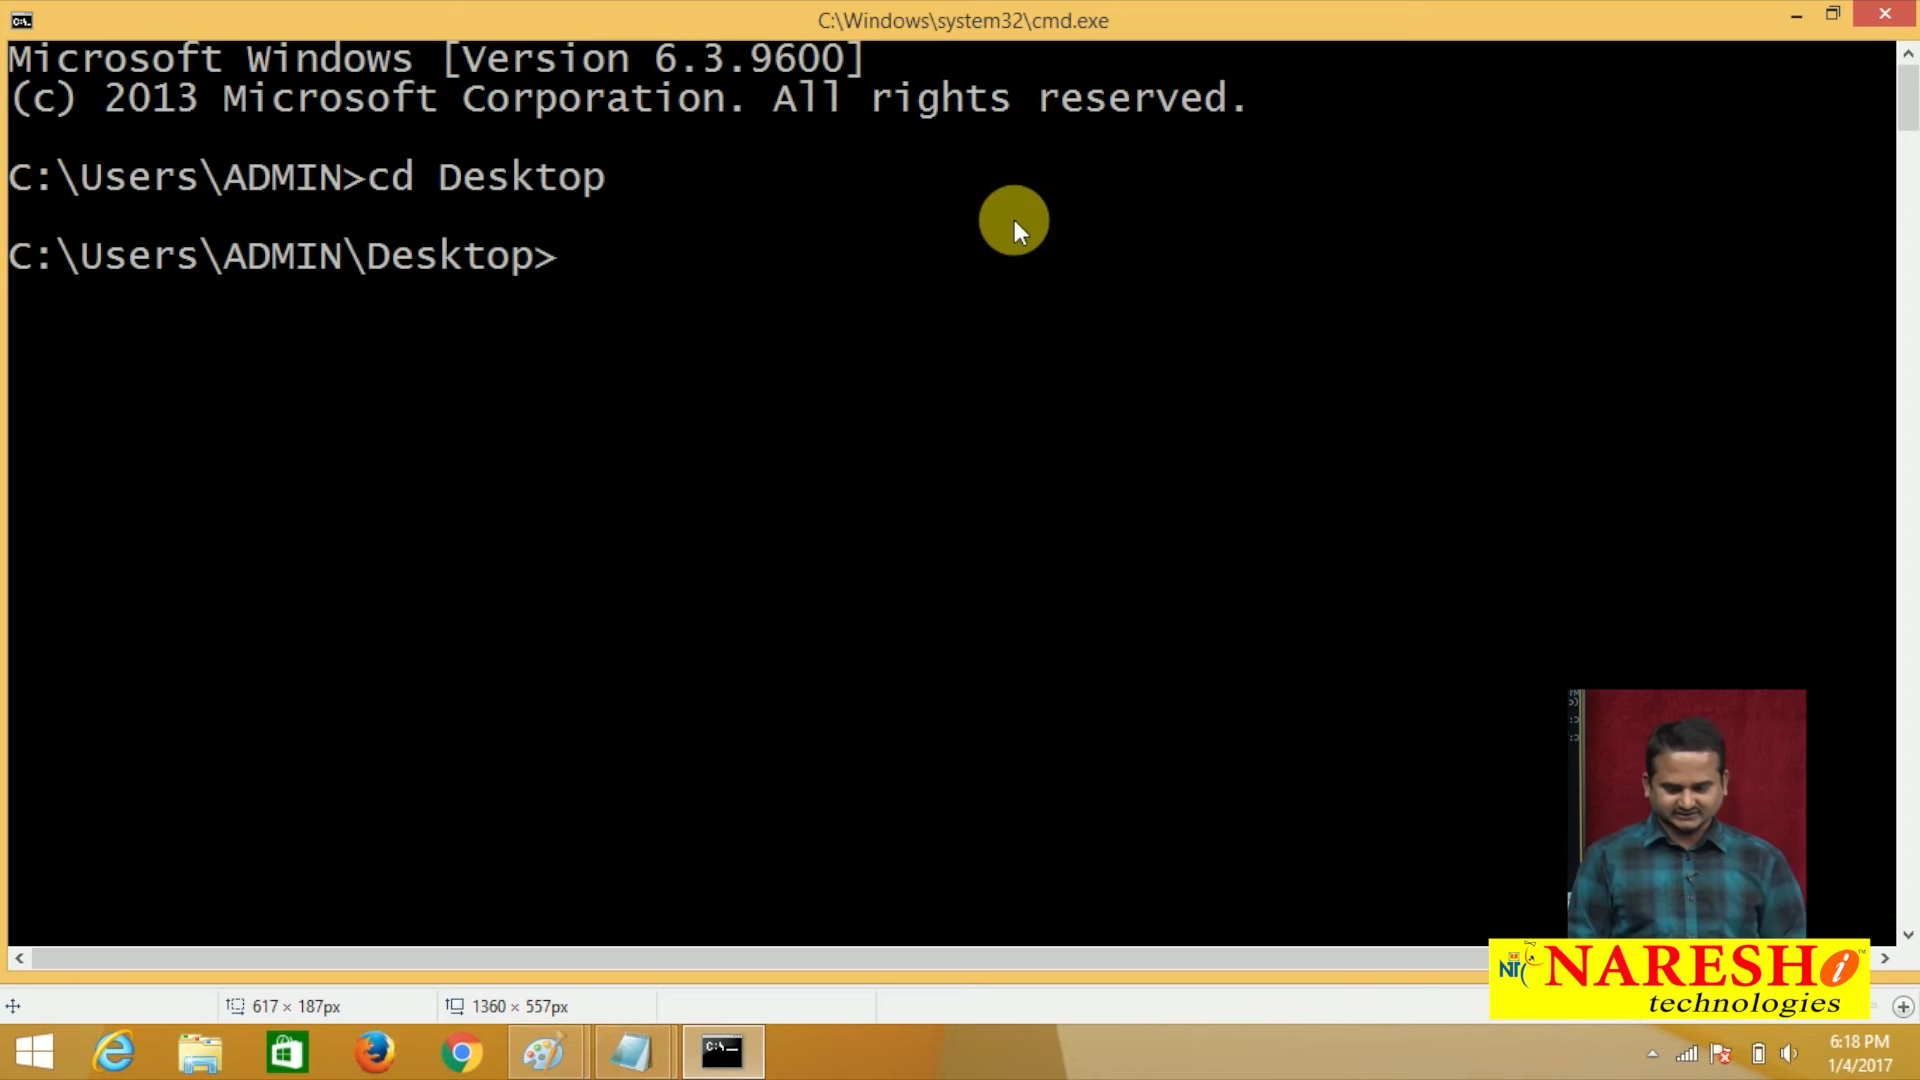 C:\Windows\system32\cmd.exe
Microsoft Windows [Version 6.3.9600]
(c) 2013 Microsoft Corporation. All rights reserved.
C:\Users\ADMIN>cd Desktop
C:\Users\ADMIN\Desktop>
617 × 187px
1360 × 557px
NARESHi
technologies
6:18 PM
1/4/2017